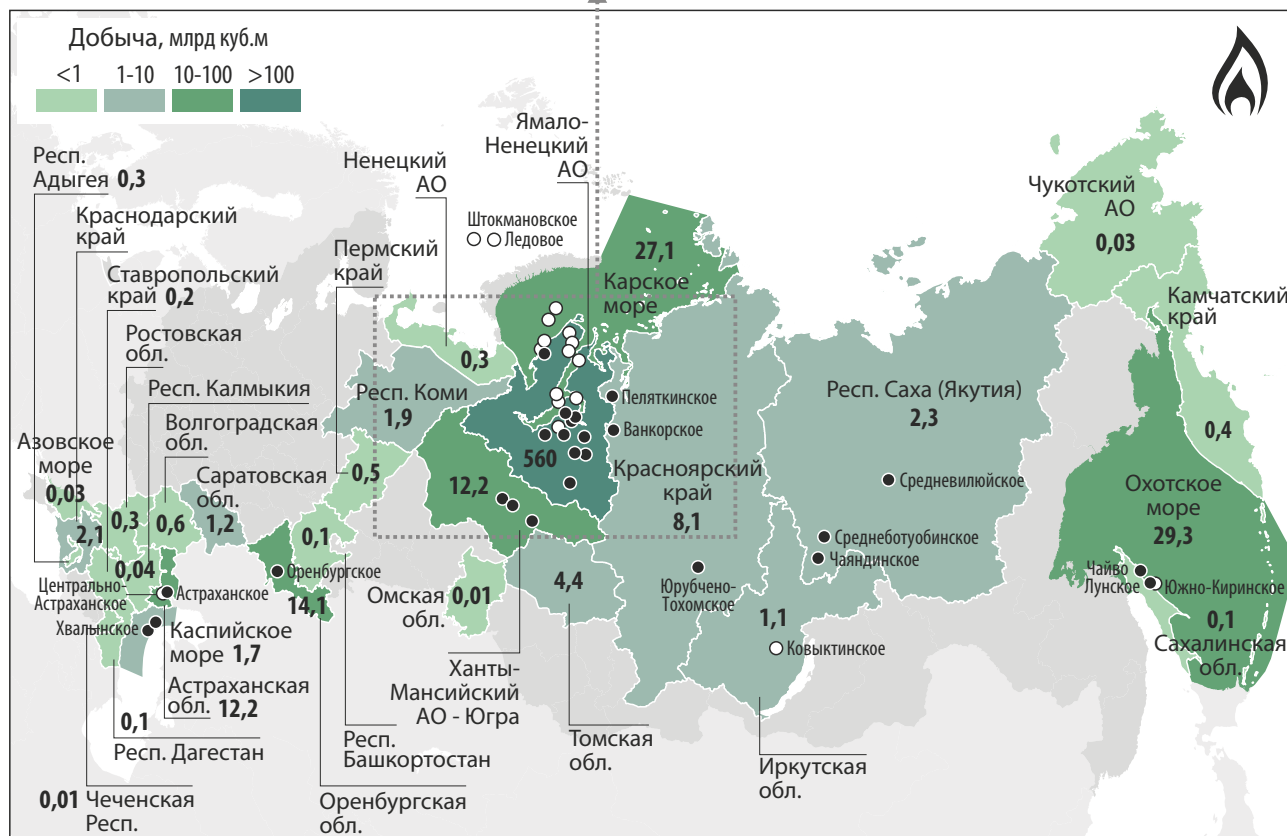 Добыча, млрд куб.м
<1 1-10 10-100 >100
Респ.
Адыгея 0,3
Краснодарский
край
Ставропольский
край 0,2
Ростовская
обл.
Респ. Калмыкия
Волгоградская
обл.
Азовское
море
0,03
Саратовская
обл.
Пермский
край
Ненецкий
АО
Ямало-
Ненецкий
АО
Штокмановское
Ледовое
27,1
Карское
море
Чукотский
АО
0,03
Камчатский
край
0,4
0,3
Респ. Коми
1,9
Пеляткинское
Ванкорское
Респ. Саха (Якутия)
2,3
560
12,2
Красноярский
край
8,1
Средневилюйское
Среднеботуобинское
Чаяндинское
Охотское
море
29,3
0,5
2,1
0,3
0,6
1,2
0,1
0,04
Центрально-
Астраханское
Астраханское
Хвалынское
Оренбургское
14,1
Омская
обл.
0,01
4,4
Юрубчено-
Тохомское
1,1
Ковыктинское
Чайво
Лунское
Южно-Киринское
0,1
Сахалинская
обл.
Каспийское
море 1,7
Астраханская
обл. 12,2
0,1
Респ. Дагестан
0,01 Чеченская
Респ.
Ханты-
Мансийский
АО - Югра
Респ.
Башкортостан
Оренбургская
обл.
Томская
обл.
Иркутская
обл.